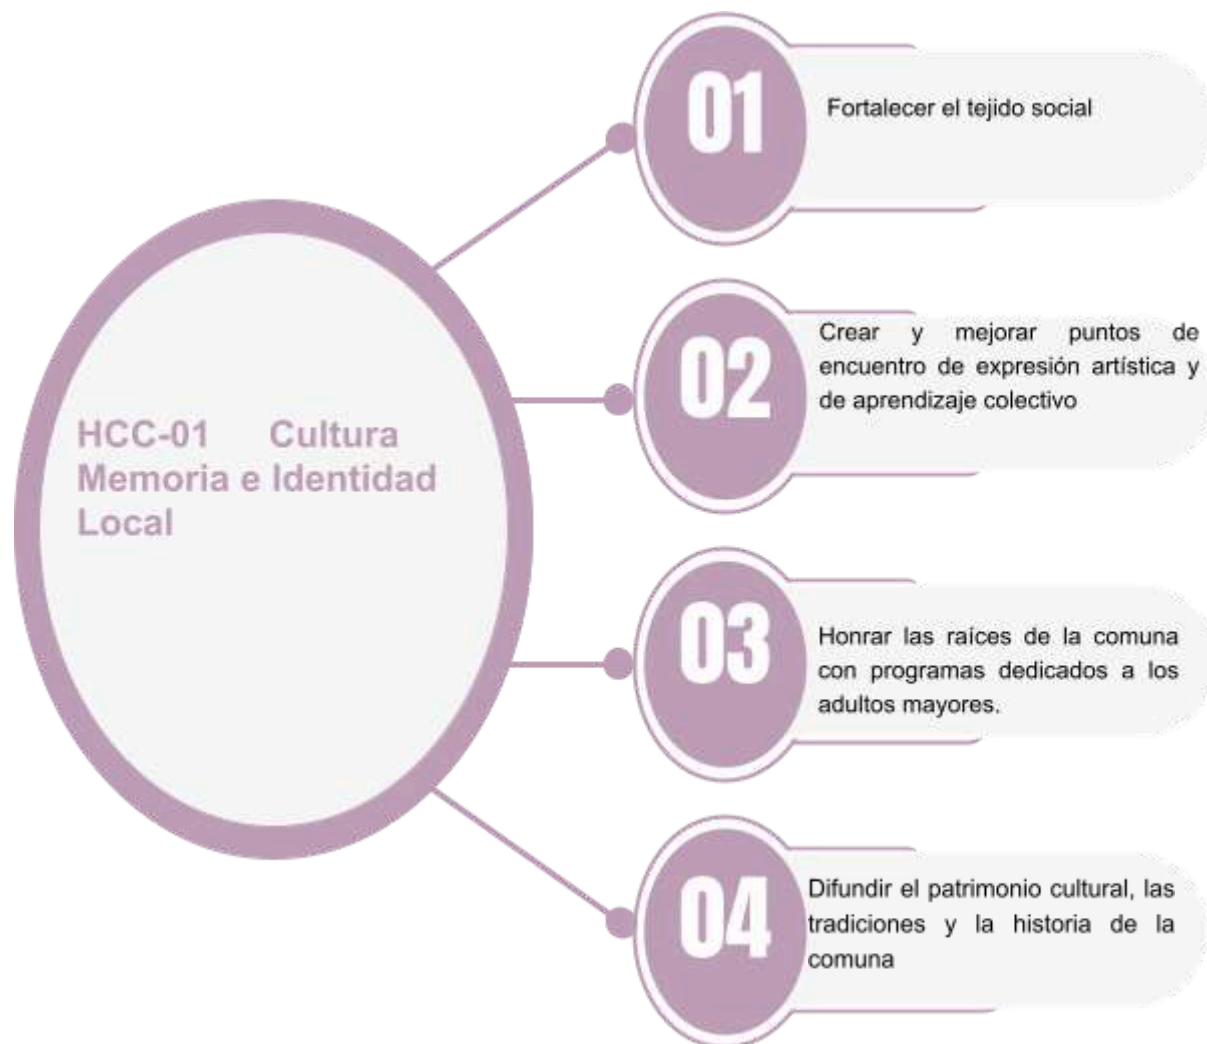 HCC-01 Cultura
Memoria e Identidad
Local
01
Fortalecer el tejido social
02
Crear y mejorar puntos de
encuentro de expresión artística y
de aprendizaje colectivo
03
Honrar las raíces de la comuna
con programas dedicados a los
adultos mayores.
04
Difundir el patrimonio cultural, las
tradiciones y la historia de la
comuna